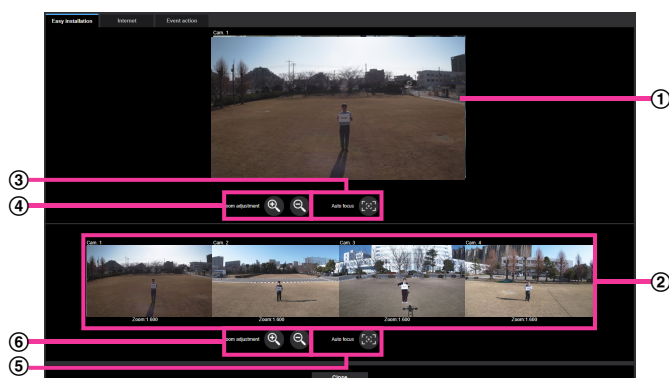 Easy installation Internet Event action
Cam. 1
①
③
④ oom adjustment Auto focus
Cam. 1 Cam. 2 Cam. 3 Cam. 4
②
Zoom:1.600 Zoom:1.600 Zoom:1.600 Zoom:1.600
⑥ oom adjustment Auto focus
⑤
Close